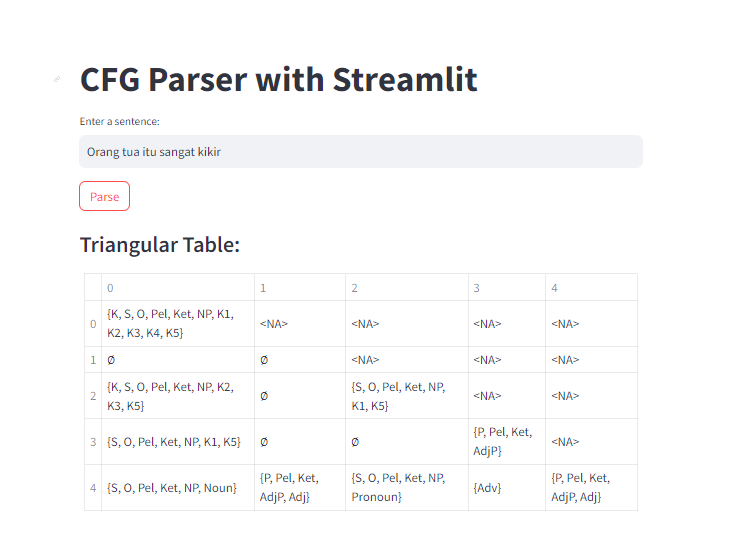 CFG Parser with Streamlit
Enter a sentence:
Orang tua itu sangat kikir
Parse
Triangular Table:
0 1 2 3 4
0 {K, S, O, Pel, Ket, NP, K1, K2, K3, K4, K5} <NA> <NA> <NA> <NA>
1 Ø Ø <NA> <NA> <NA>
2 {K, S, O, Pel, Ket, NP, K2, K3, K5} Ø {S, O, Pel, Ket, NP, K1, K5} <NA> <NA>
3 {S, O, Pel, Ket, NP, K1, K5} Ø Ø {P, Pel, Ket, AdjP} <NA>
4 {S, O, Pel, Ket, NP, Noun} {P, Pel, Ket, AdjP, Adj} {S, O, Pel, Ket, NP, Pronoun} {Adv} {P, Pel, Ket, AdjP, Adj}